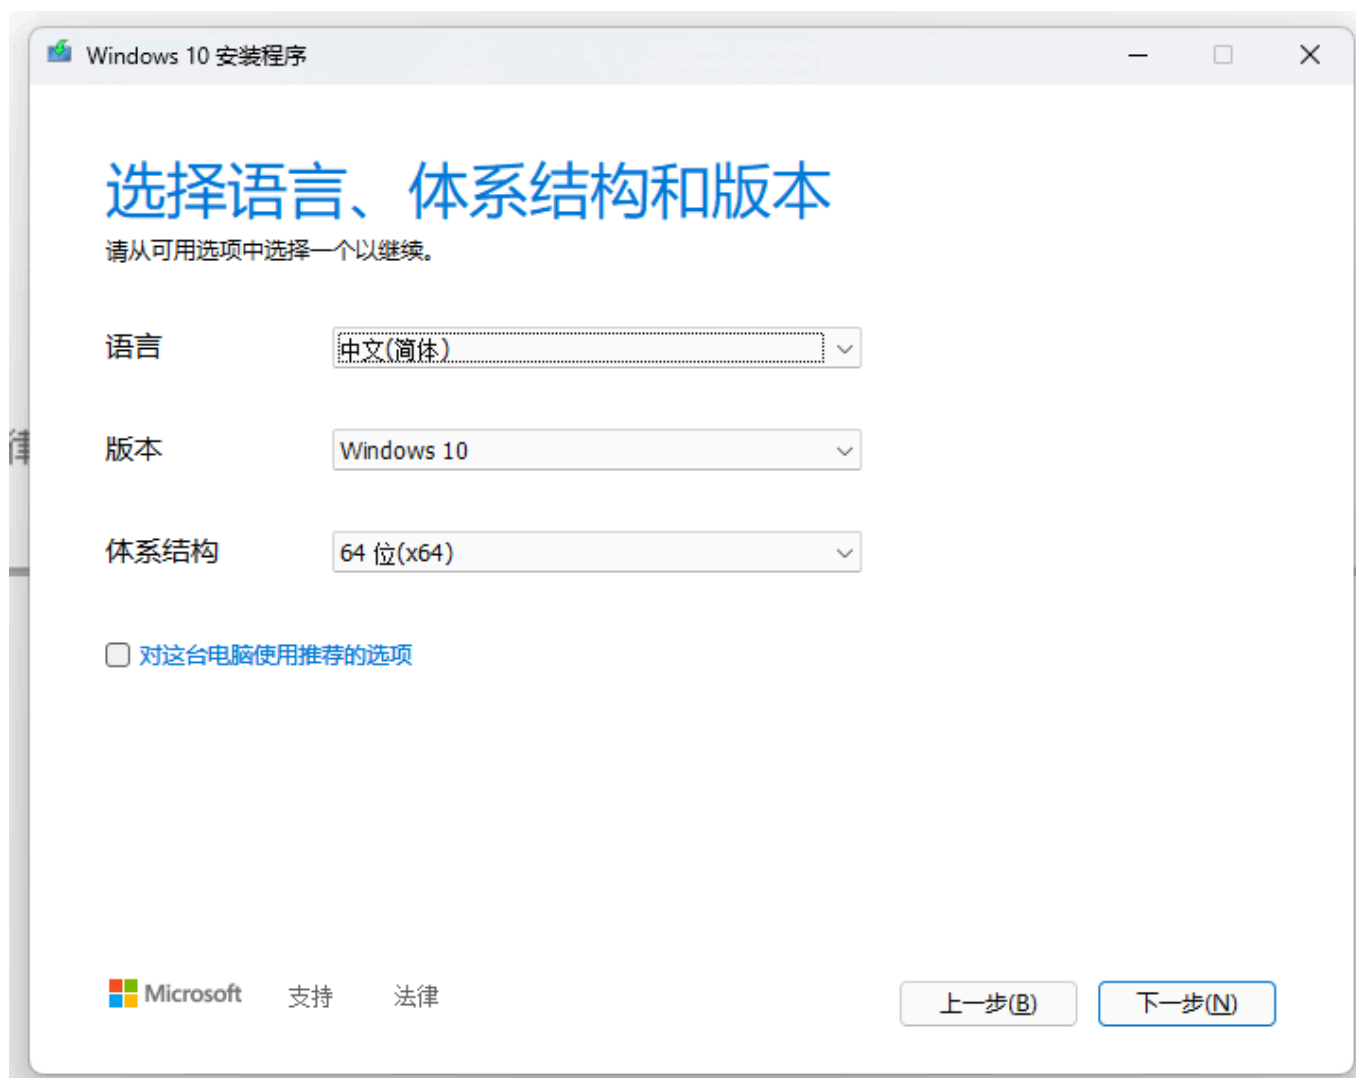 Windows 10 安装程序
选择语言、体系结构和版本
请从可用选项中选择一个以继续。
语言 中文(简体)
版本 Windows 10
体系结构 64 位(x64)
对这台电脑使用推荐的选项
Microsoft 支持 法律 上一步(B) 下一步(N)